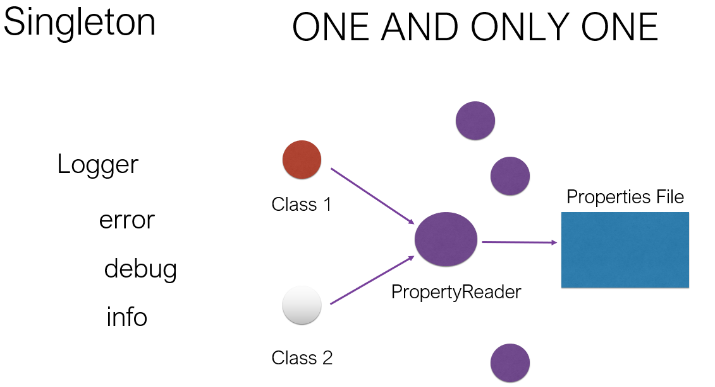 Singleton
ONE AND ONLY ONE
Logger
error
debug
info
Class 1
Class 2
PropertyReader
Properties File